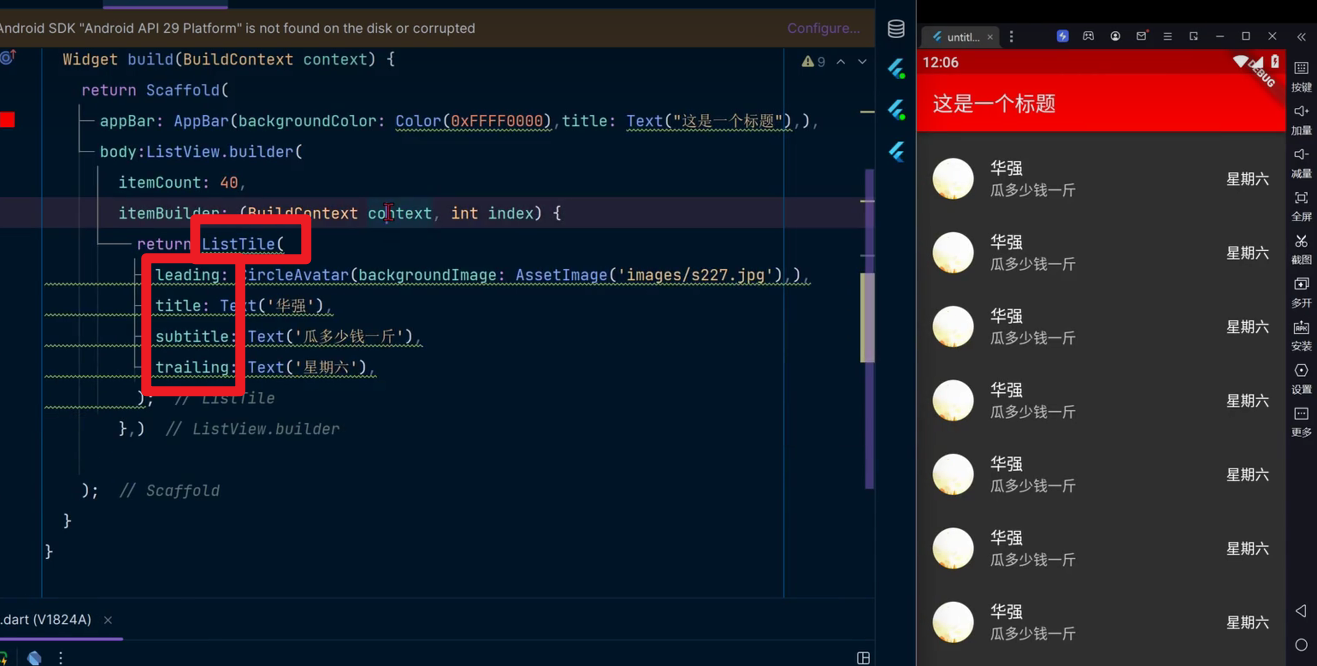 Android SDK "Android API 29 Platform" is not found on the disk or corrupted
Configure...
Widget build(BuildContext context) {
9
return Scaffold(
appBar: AppBar(backgroundColor: Color(0xFFFF0000),title: Text("这是一个标题"),),
body:ListView.builder(
itemCount: 40,
itemBuilder: (BuildContext context, int index) {
return ListTile(
leading: CircleAvatar(backgroundImage: AssetImage('images/s227.jpg'),),
title: Text('华强'),
subtitle: Text('瓜多少钱一斤'),
trailing: Text('星期六'),
); // ListTile
},) // ListView.builder
); // Scaffold
}
}
.dart (V1824A)
untitl...
12:06
DEBUG
这是一个标题
华强
瓜多少钱一斤
星期六
华强
瓜多少钱一斤
星期六
华强
瓜多少钱一斤
星期六
华强
瓜多少钱一斤
星期六
华强
瓜多少钱一斤
星期六
华强
瓜多少钱一斤
星期六
华强
瓜多少钱一斤
星期六
按键
加量
减量
全屏
截图
多开
APK
安装
设置
更多